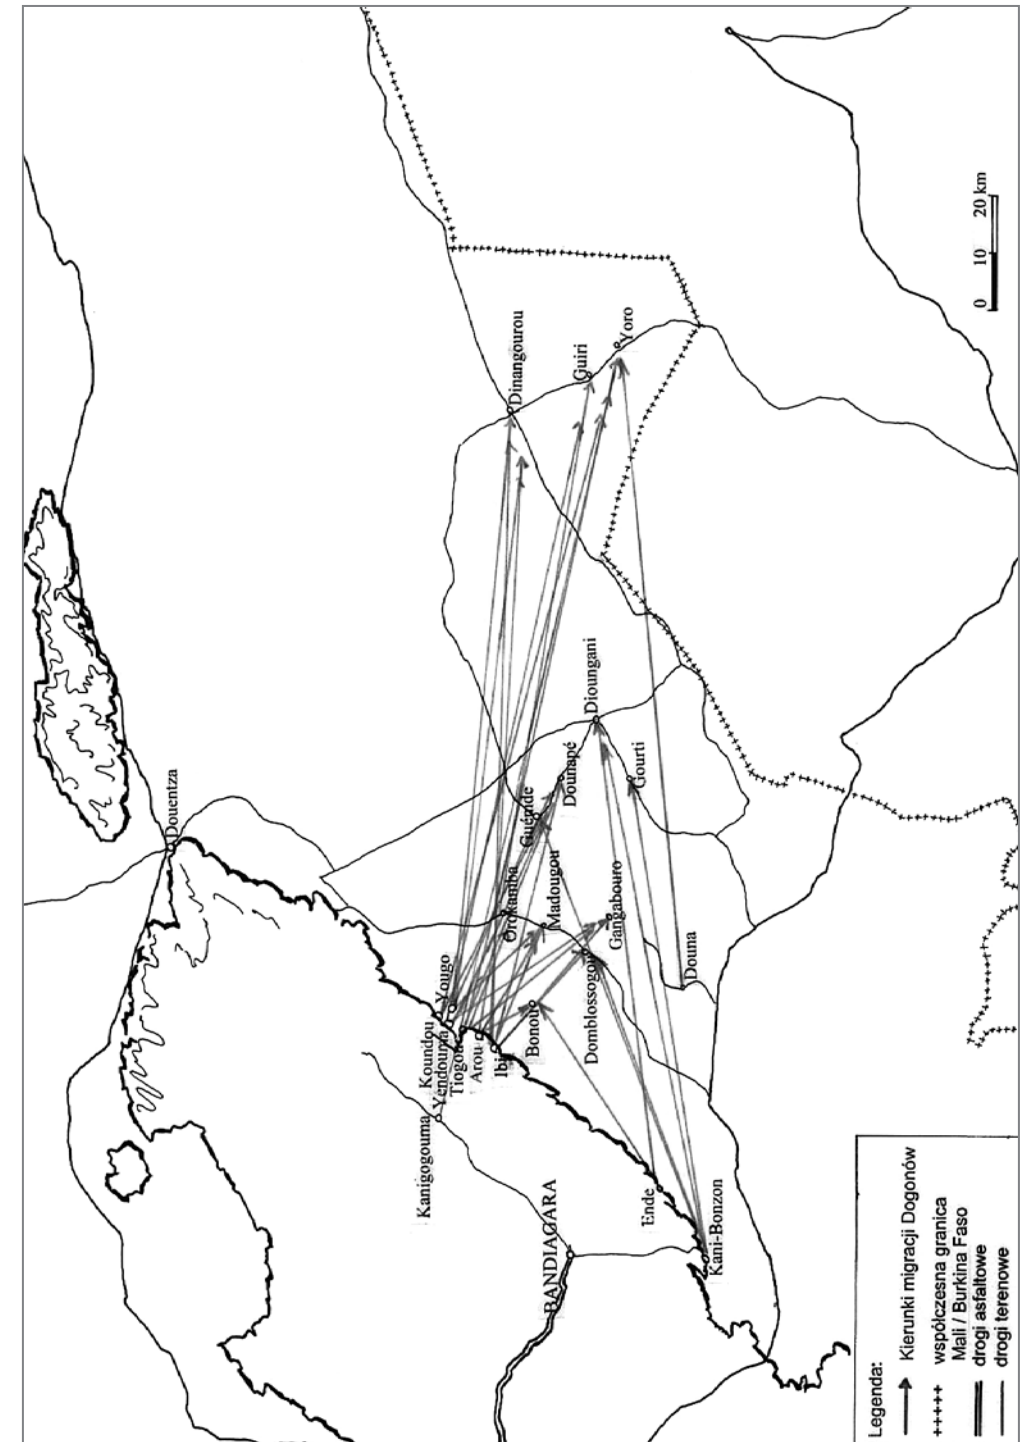 Douentza
Dinangourou
Guiri
Yoro
0 10 20 km
Dioungani
Dounapé
Gourti
Guémide
Orokamba
Madougou
Gangabouro
Douna
Yougo
Koundou
Yendouma
Tiogou
Arou
Ibi
Bonou
Domblossogou
Kanigogouma
BANDIAGARA
Ende
Kani-Bonzon
Legenda:
Kierunki migracji Dogonów
współczesna granica
Mali / Burkina Faso
drogi asfaltowe
drogi terenowe